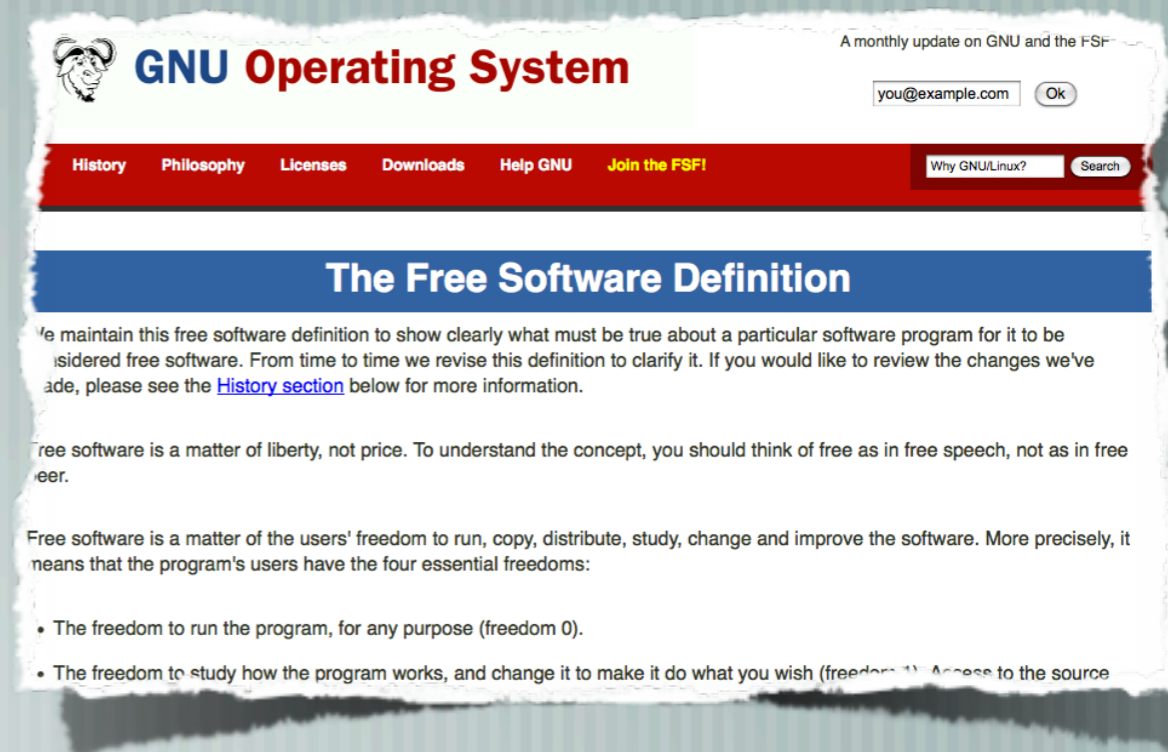 A monthly update on GNU and the FSF
GNU Operating System
you@example.com Ok
History Philosophy Licenses Downloads Help GNU Join the FSF!
Why GNU/Linux? Search
The Free Software Definition
maintain this free software definition to show clearly what must be true about a particular software program for it to be
free software. From time to time we revise this definition to clarify it. If you would like to review the changes we've
please see the History section below for more information.
software is a matter of liberty, not price. To understand the concept, you should think of free as in free speech, not as in free
Free software is a matter of the users' freedom to run, copy, distribute, study, change and improve the software. More precisely, it
means that the program's users have the four essential freedoms:
• The freedom to run the program, for any purpose (freedom 0).
• The freedom to study how the program works, and change it to make it do what you wish (freedom 1). Access to the source